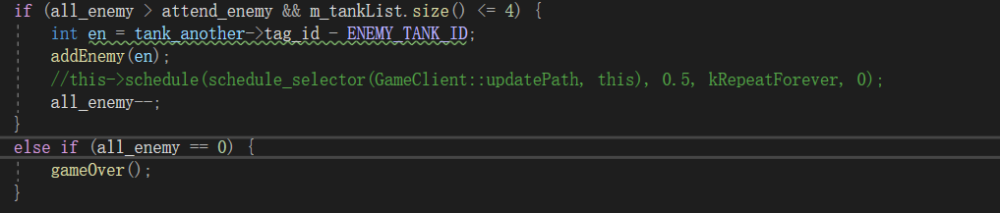 if (all_enemy > attend_enemy && m_tankList.size() <= 4) {
int en = tank_another->tag_id - ENEMY_TANK_ID;
addEnemy(en);
//this->schedule(schedule_selector(GameClient::updatePath, this), 0.5, kRepeatForever, 0);
all_enemy--;
}
else if (all_enemy == 0) {
gameOver();
}